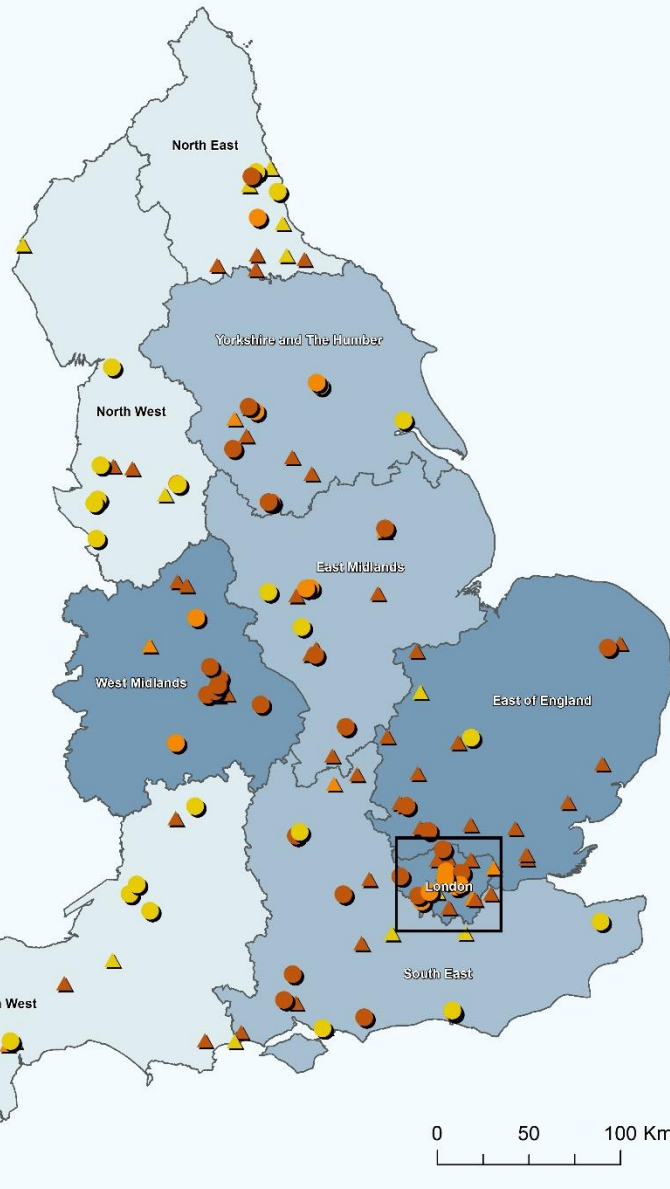 North East
Yorkshire and The Humber
North West
East Midlands
West Midlands
East of England
London
South East
West
0 50 100 Km